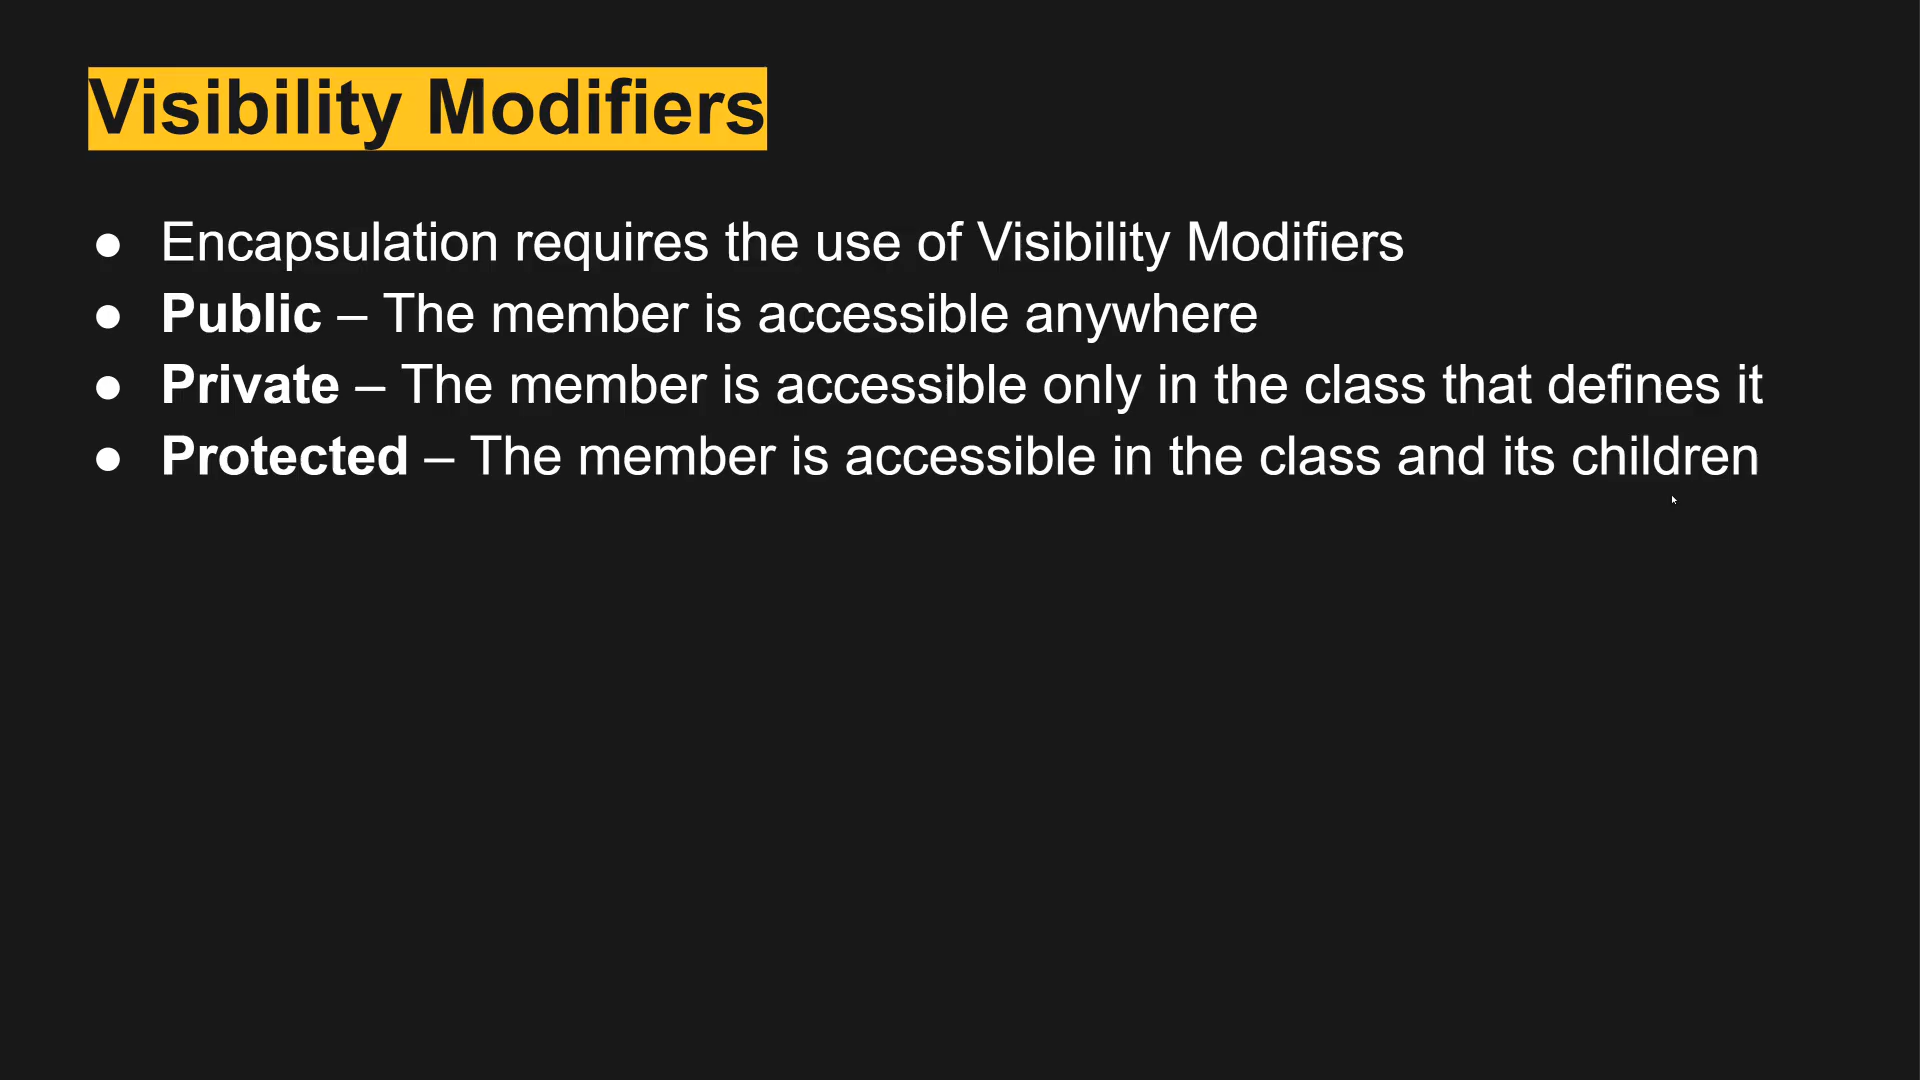 Visibility Modifiers
● Encapsulation requires the use of Visibility Modifiers
● Public – The member is accessible anywhere
● Private – The member is accessible only in the class that defines it
● Protected – The member is accessible in the class and its children